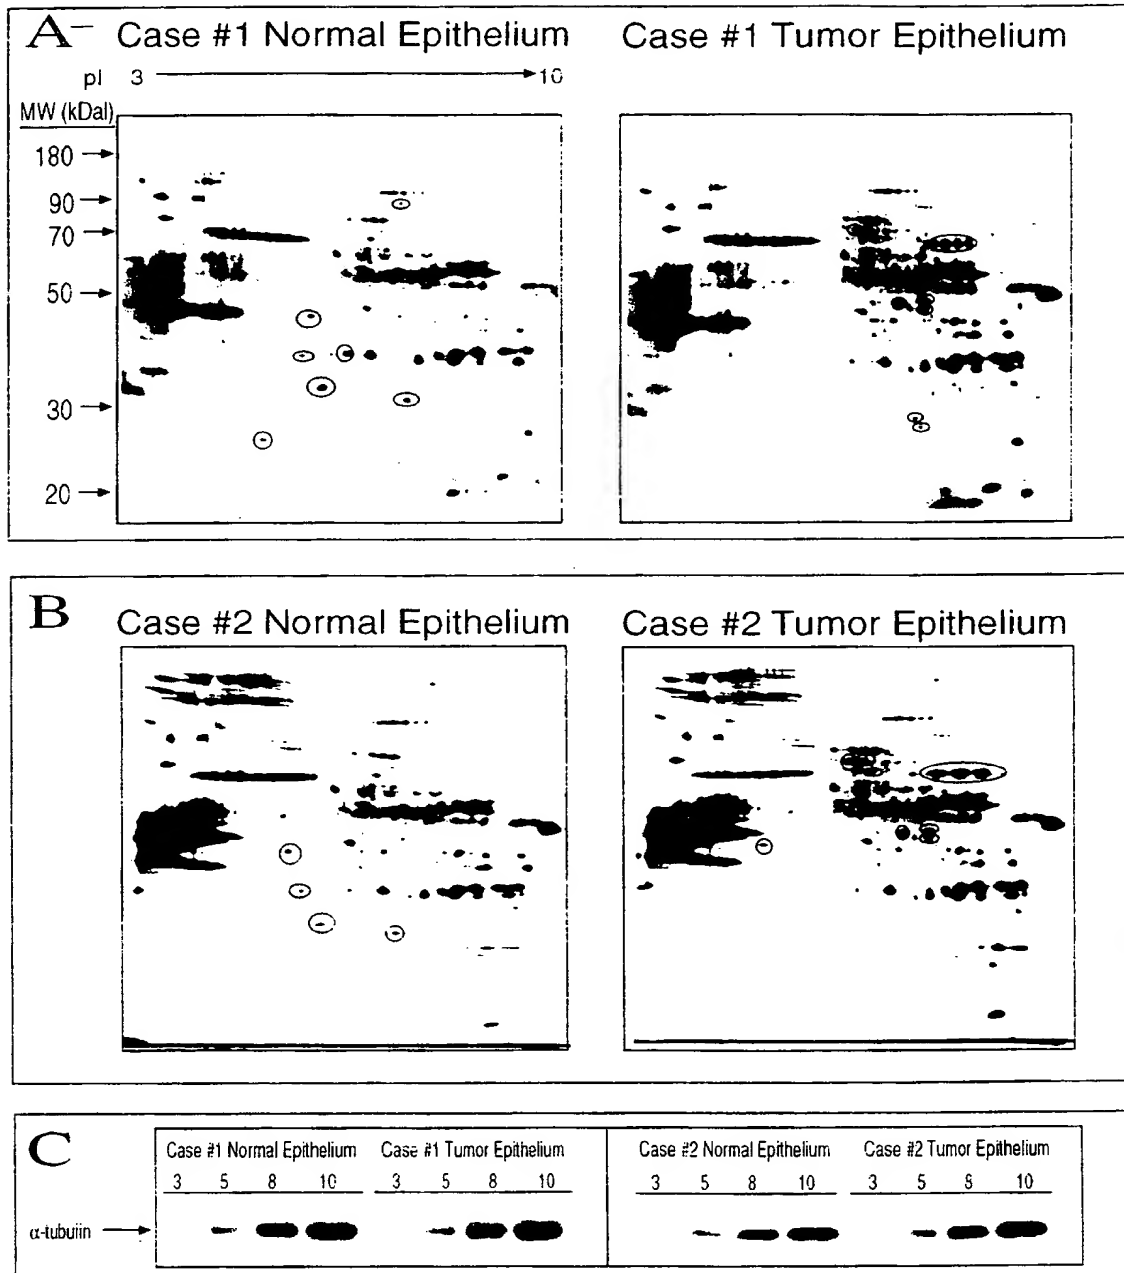 A Case #1 Normal Epithelium Case #1 Tumor Epithelium
pI 3 10
MW (kDal)
180
90
70
50
30
20
B Case #2 Normal Epithelium Case #2 Tumor Epithelium
C Case #1 Normal Epithelium Case #1 Tumor Epithelium Case #2 Normal Epithelium Case #2 Tumor Epithelium
3 5 8 10 3 5 8 10 3 5 8 10 3 5 8 10
α-tubulin